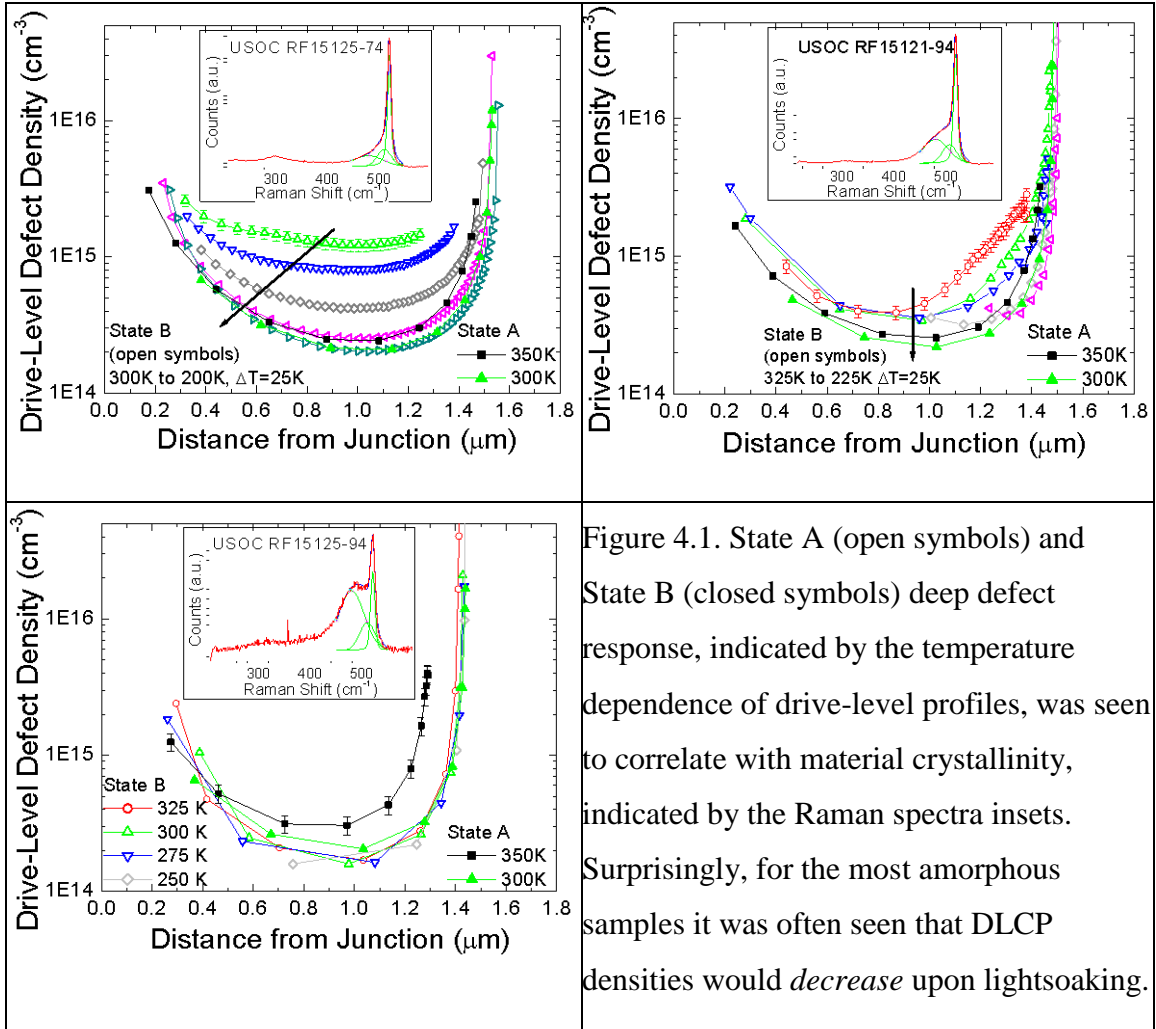 Drive-Level Defect Density (cm-3)
1E16
1E15
1E14
USOC RF15125-74
Counts (a.u.)
300 400 500
Raman Shift (cm-1)
State B
(open symbols)
300K to 200K, ΔT=25K
State A
350K
300K
0.0 0.2 0.4 0.6 0.8 1.0 1.2 1.4 1.6 1.8
Distance from Junction (μm)
Drive-Level Defect Density (cm-3)
1E16
1E15
1E14
USOC RF15121-94
Counts (a.u.)
300 400 500
Raman Shift (cm-1)
State B
(open symbols)
325K to 225K ΔT=25K
State A
350K
300K
0.0 0.2 0.4 0.6 0.8 1.0 1.2 1.4 1.6 1.8
Distance from Junction (μm)
Drive-Level Defect Density (cm-3)
1E16
1E15
1E14
USOC RF15125-94
Counts (a.u.)
300 400 500
Raman Shift (cm-1)
State B
325 K
300 K
275 K
250 K
State A
350K
300K
0.0 0.2 0.4 0.6 0.8 1.0 1.2 1.4 1.6 1.8
Distance from Junction (μm)
Figure 4.1. State A (open symbols) and
State B (closed symbols) deep defect
response, indicated by the temperature
dependence of drive-level profiles, was seen
to correlate with material crystallinity,
indicated by the Raman spectra insets.
Surprisingly, for the most amorphous
samples it was often seen that DLCP
densities would decrease upon lightsoaking.